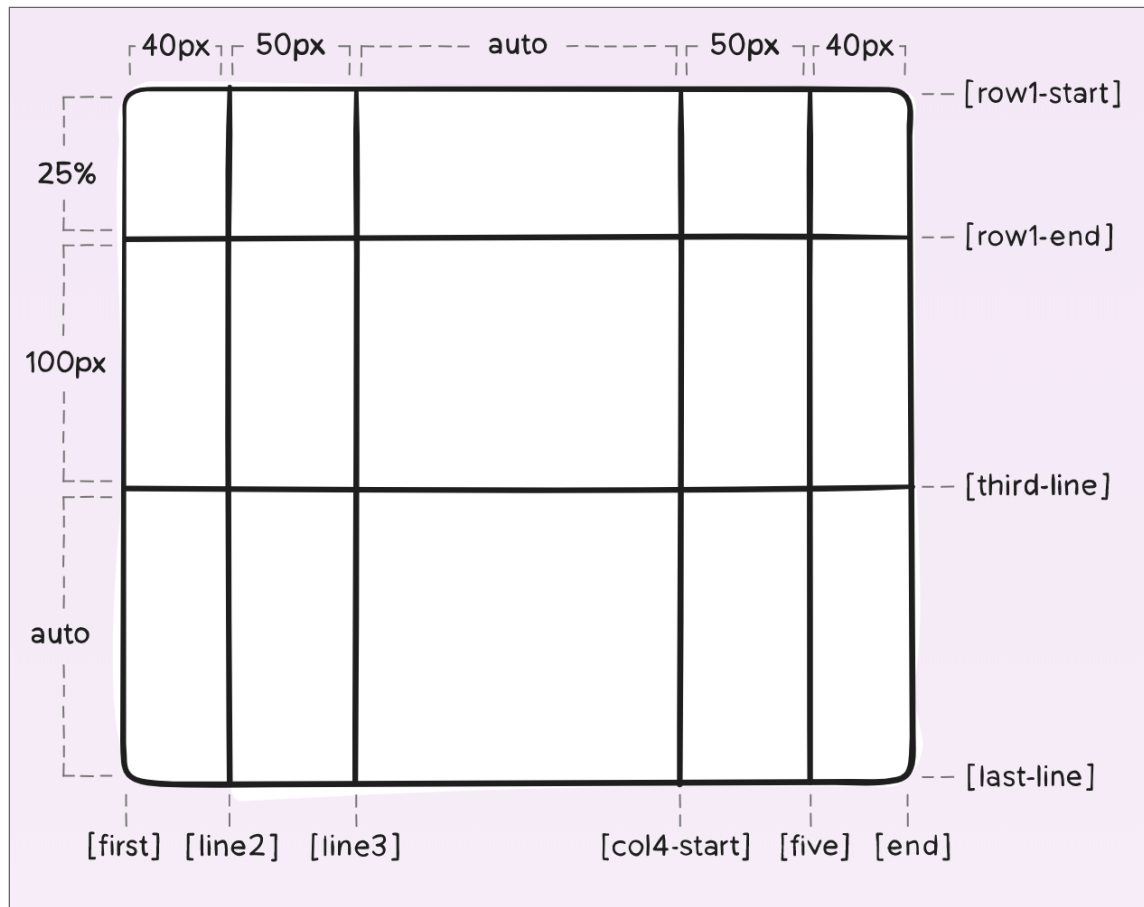 40px 50px auto 50px 40px
[row1-start]
25%
[row1-end]
100px
[third-line]
auto
[last-line]
[first] [line2] [line3] [col4-start] [five] [end]